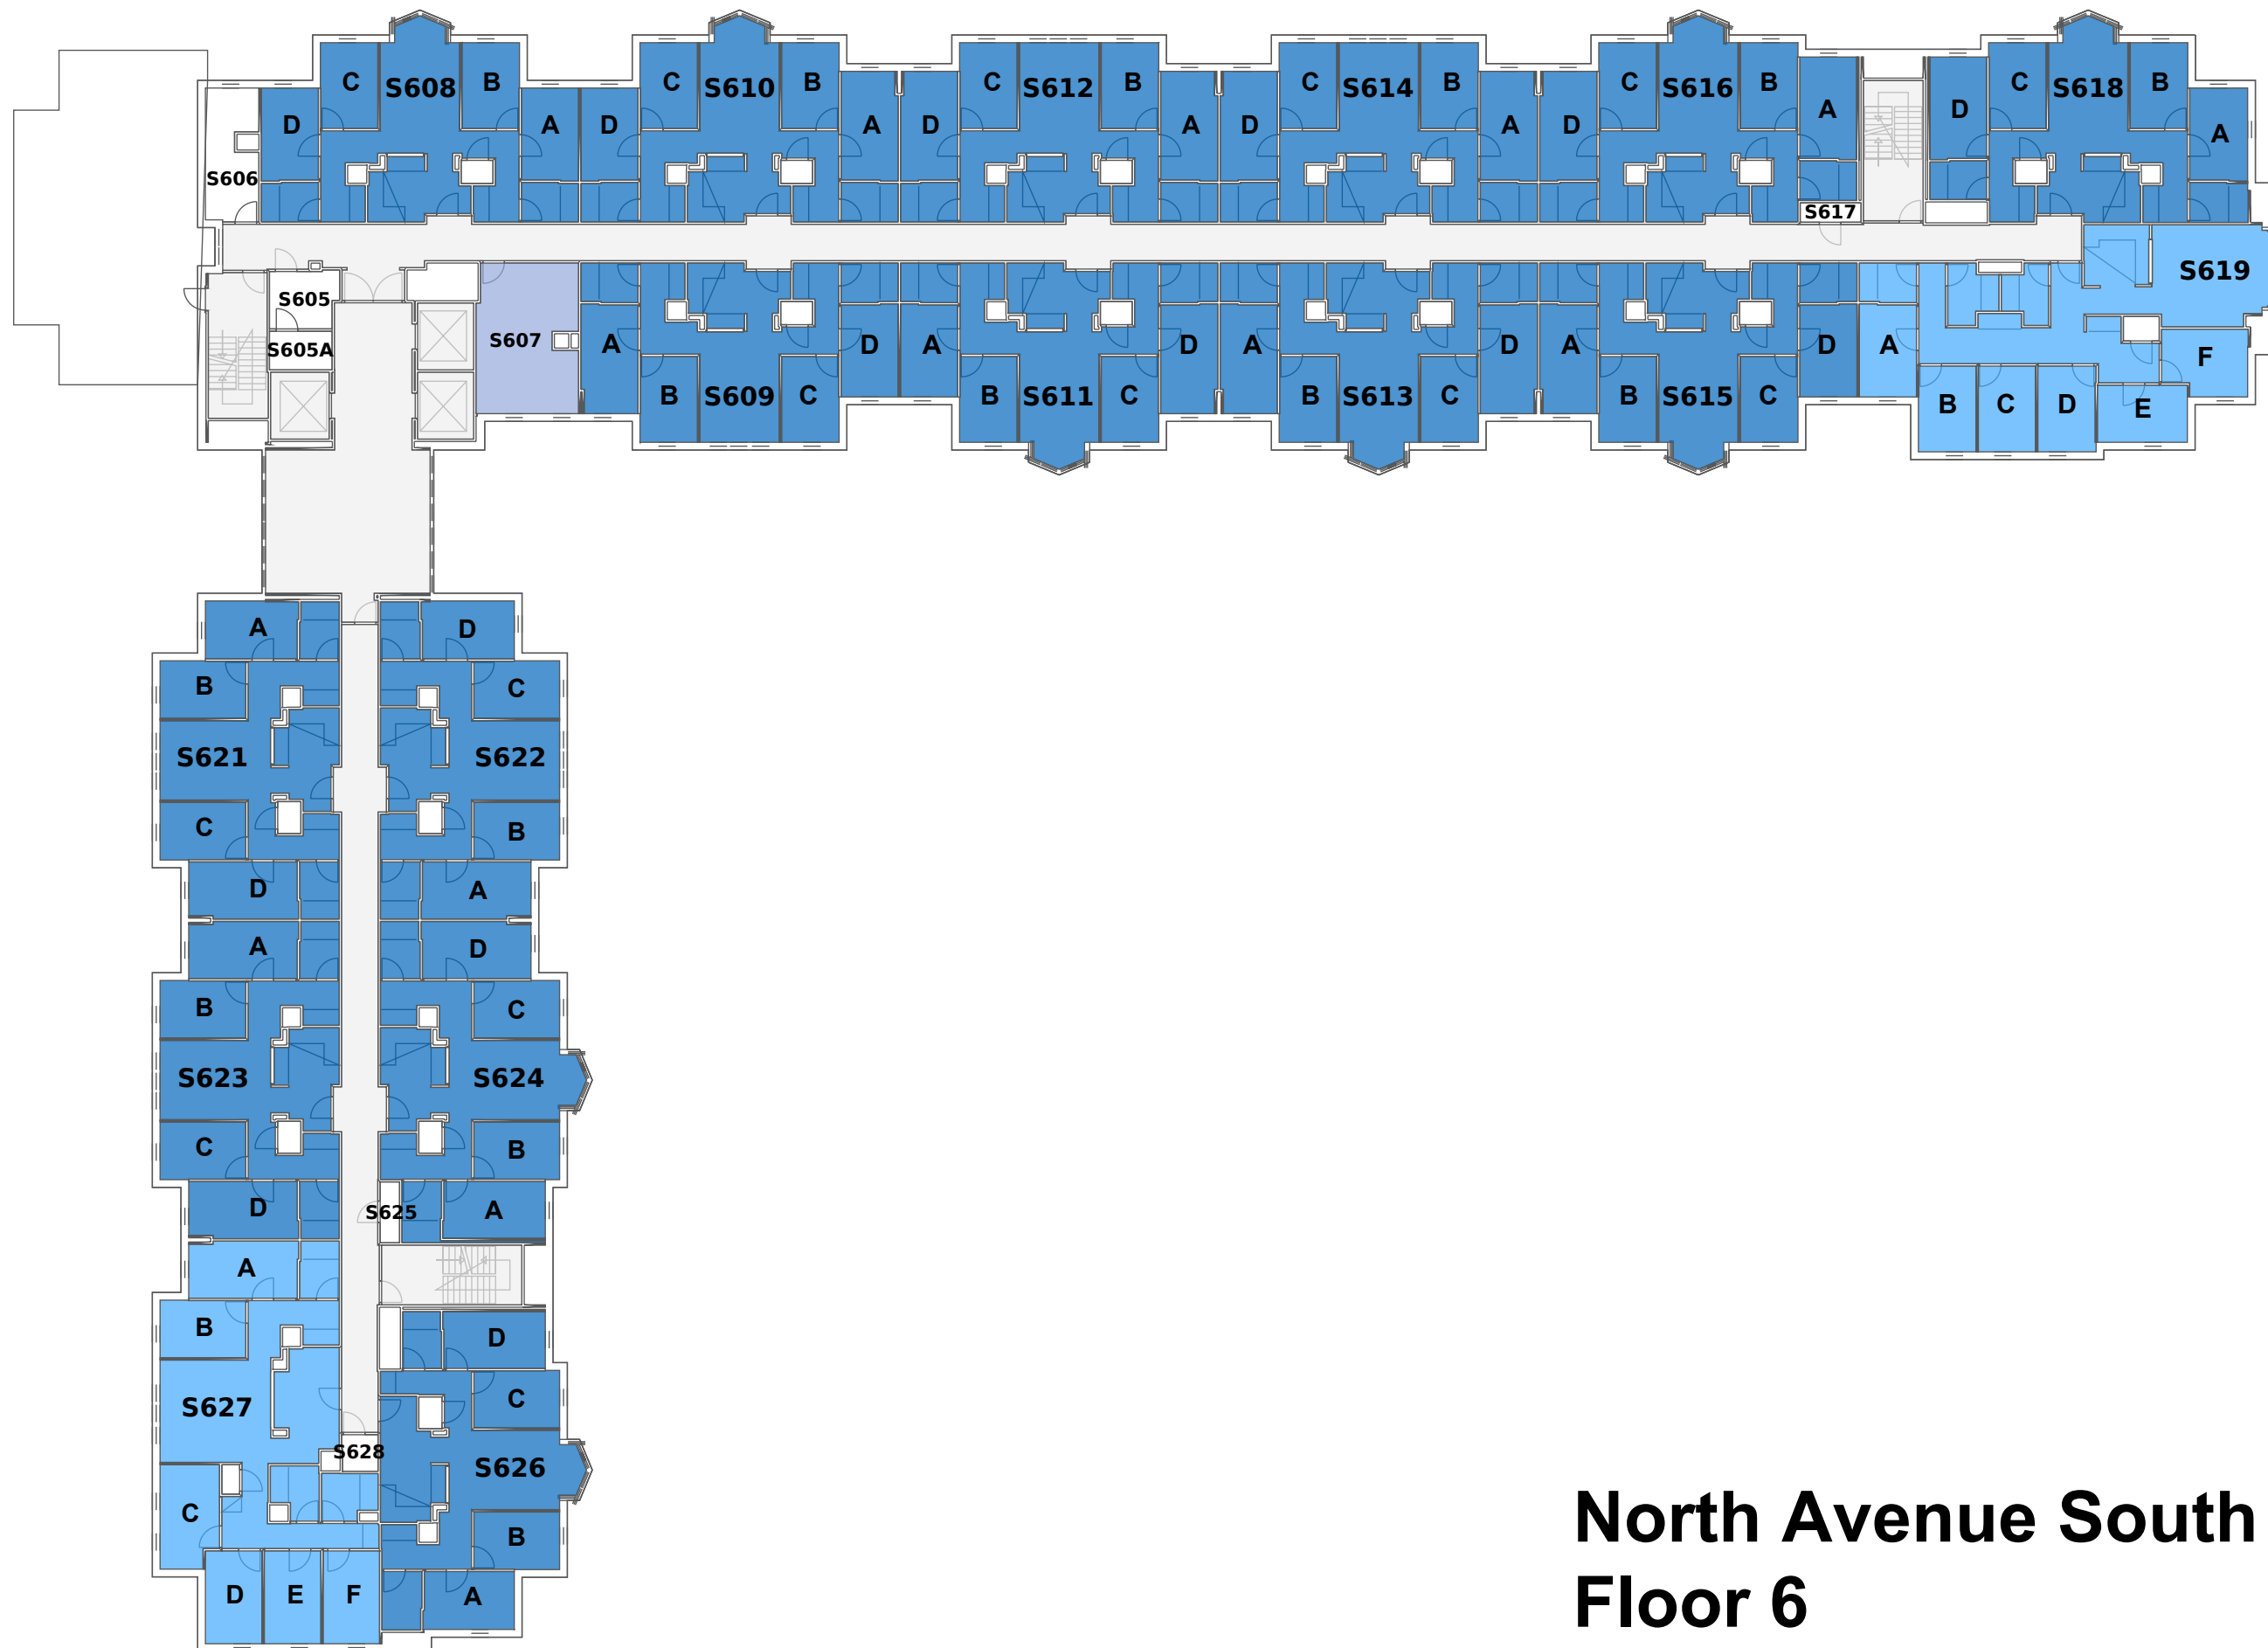 C S608 B
C S610 B
C S612 B
C S614 B
C S616 B
C S618 B
D A D A D A D A D A D A
S606
S617
S619
S605
S605A
S607
A D A D A D A D A F
B S609 C
B S611 C
B S613 C
B S615 C
B C D E
A D
B C
S621 S622
C B
D A
A D
B C
S623 S624
C B
D S625 A
A
B D
C
S627
S628
S626
C B
D E F A
North Avenue South
Floor 6